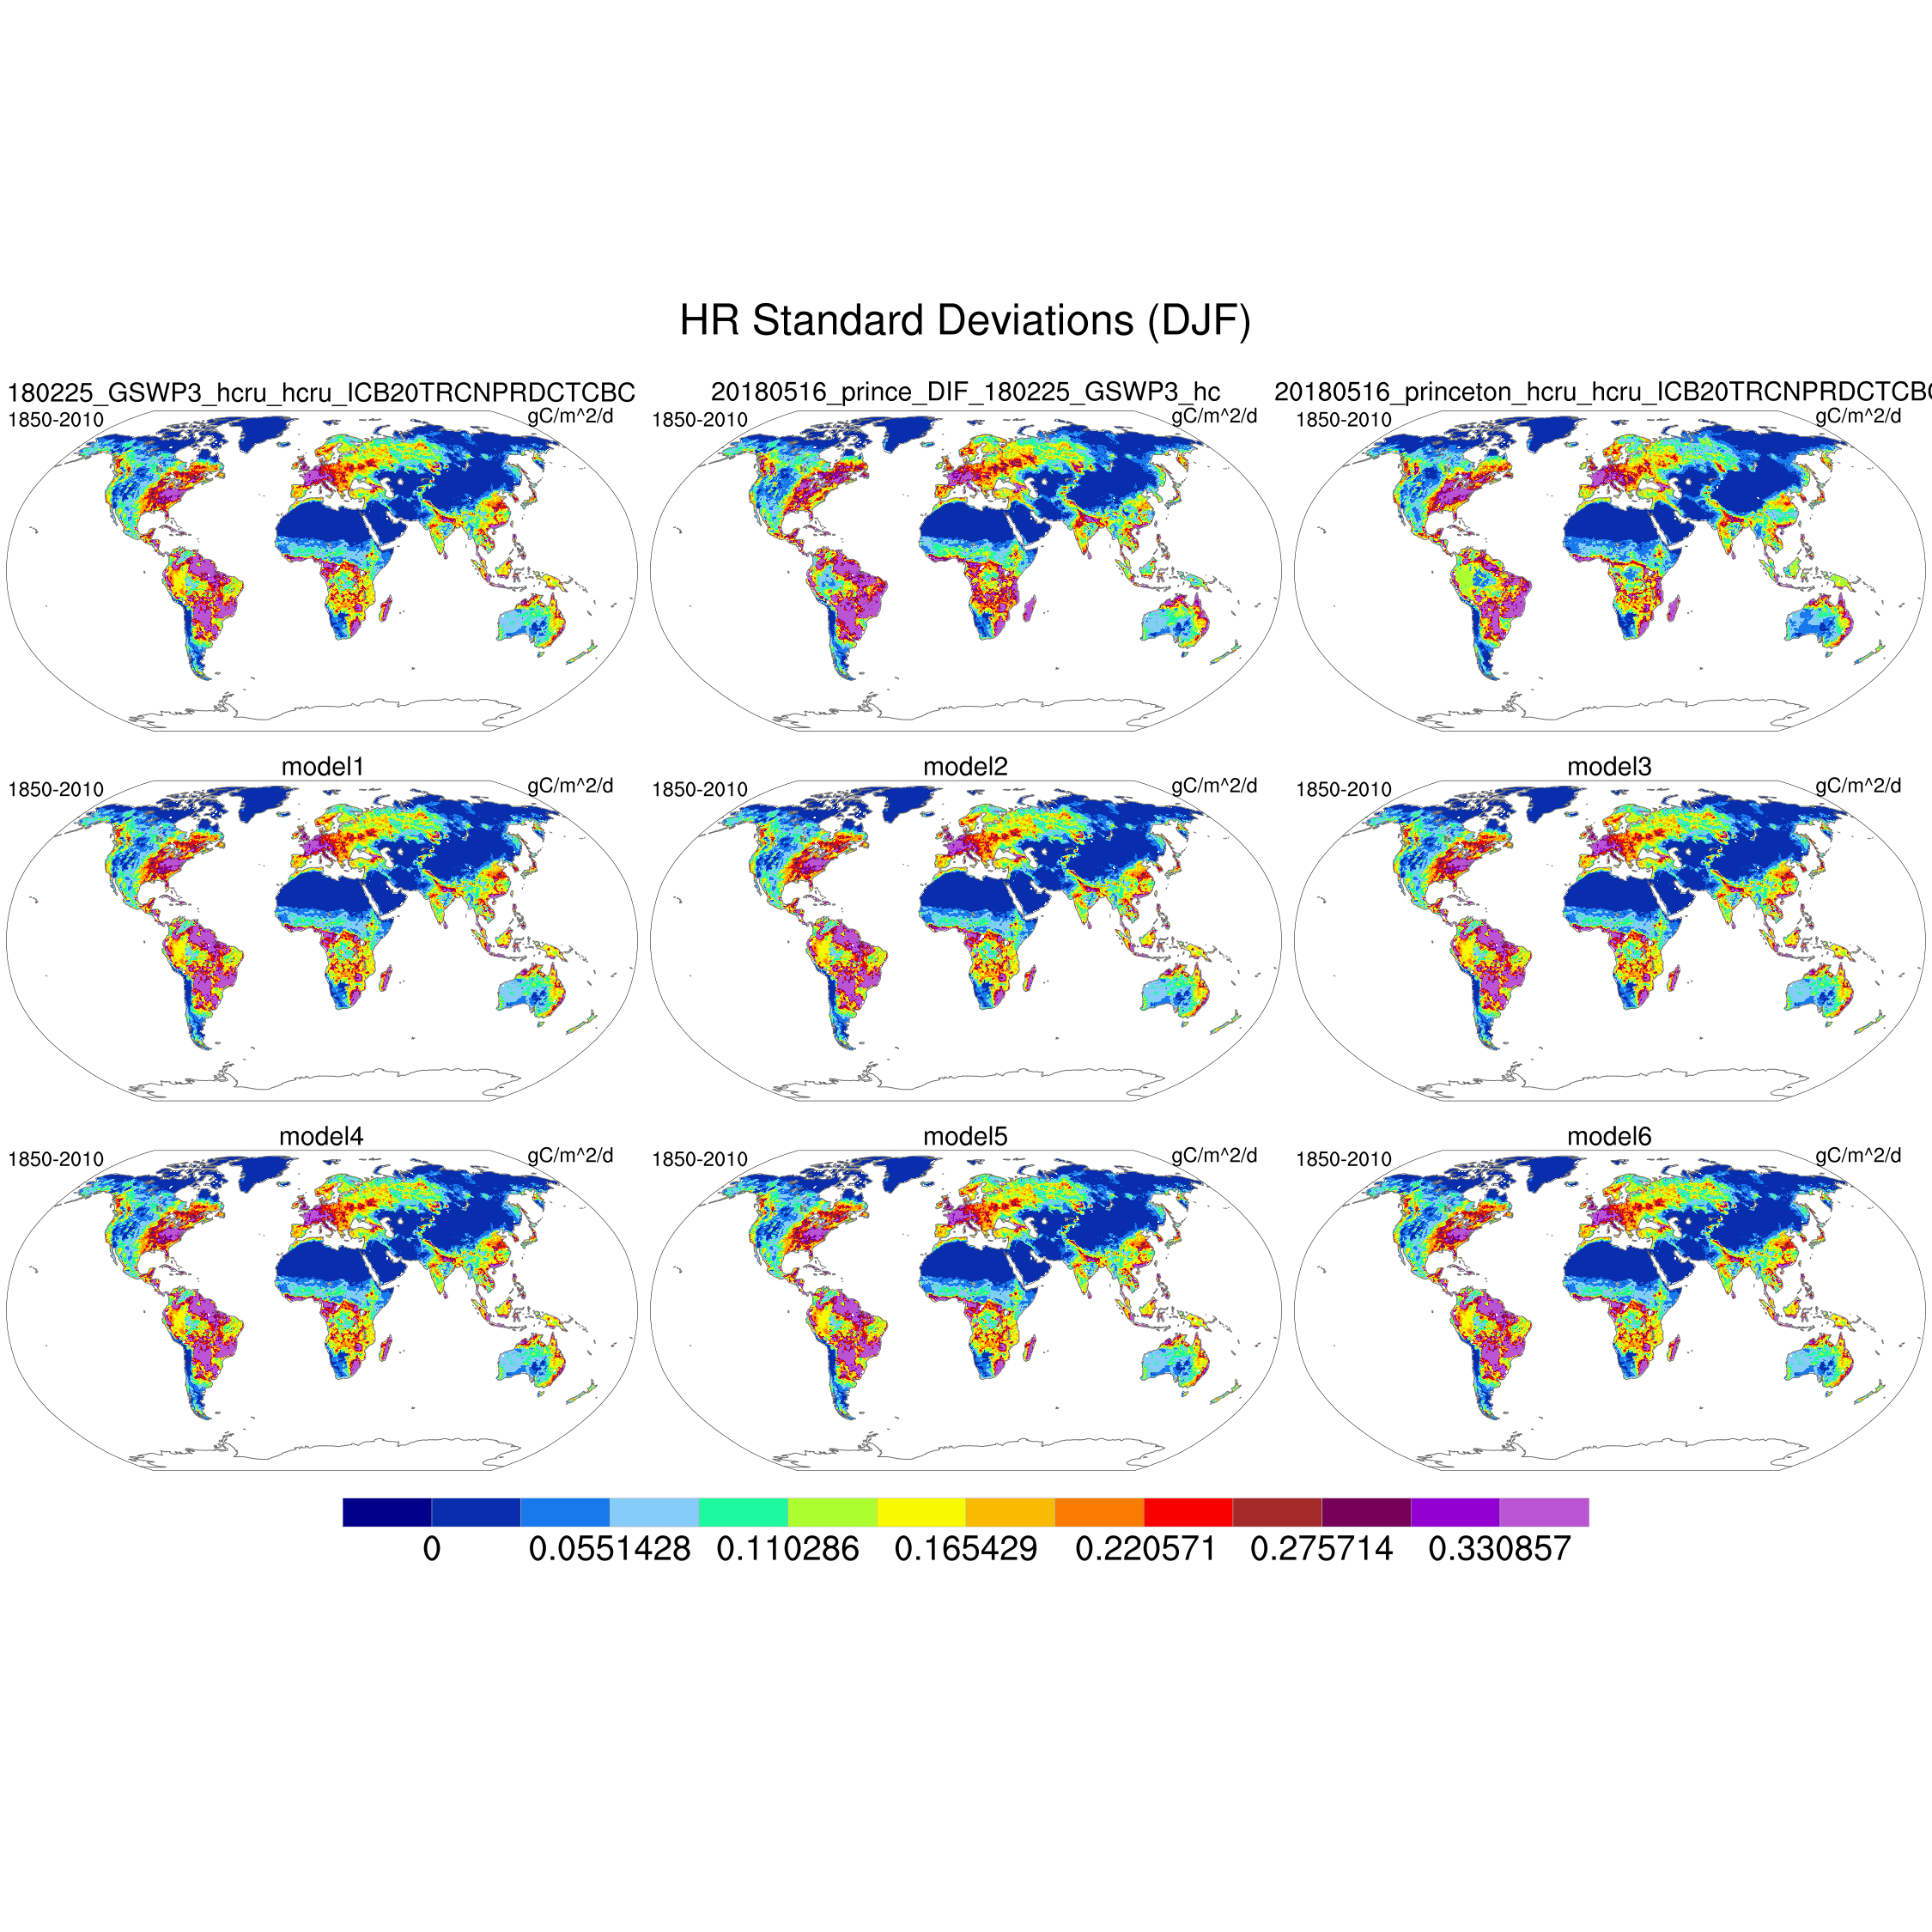 HR Standard Deviations (DJF)
180225_GSWP3_hcru_hcru_ICB20TRCNPRDCTCBC
20180516_prince_DIF_180225_GSWP3_hc
20180516_princeton_hcru_hcru_ICB20TRCNPRDCTCBC
1850-2010 gC/m^2/d
1850-2010 gC/m^2/d
1850-2010 gC/m^2/d
model1
model2
model3
1850-2010 gC/m^2/d
1850-2010 gC/m^2/d
1850-2010 gC/m^2/d
model4
model5
model6
1850-2010 gC/m^2/d
1850-2010 gC/m^2/d
1850-2010 gC/m^2/d
0 0.0551428 0.110286 0.165429 0.220571 0.275714 0.330857